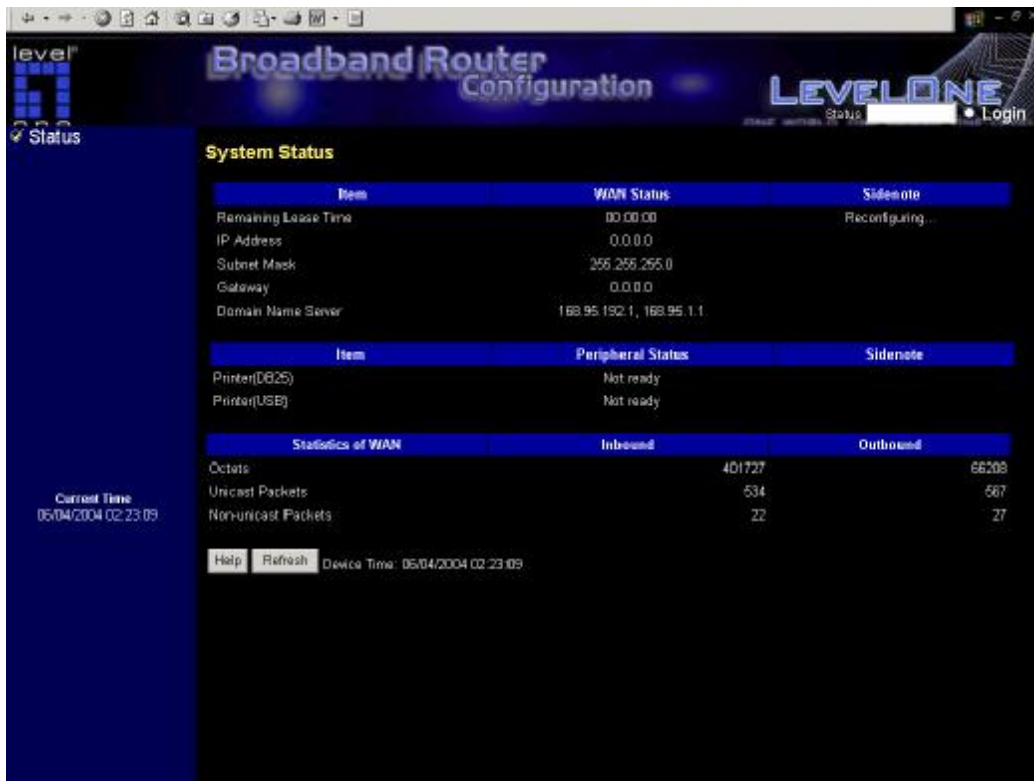 level
one
Broadband Router
Configuration
LEVELONE
Status
Login
Status
System Status
Item WAN Status Sidenote
Remaining Lease Time 00:00:00 Reconfiguring...
IP Address 0.0.0.0
Subnet Mask 255.255.255.0
Gateway 0.0.0.0
Domain Name Server 168.95.192.1, 168.95.1.1
Item Peripheral Status Sidenote
Printer(DB25) Not ready
Printer(USB) Not ready
Statistics of WAN Inbound Outbound
Octets 401727 66208
Unicast Packets 534 567
Non-unicast Packets 22 27
Current Time
06/04/2004 02:23:09
Help Refresh Device Time: 06/04/2004 02:23:09